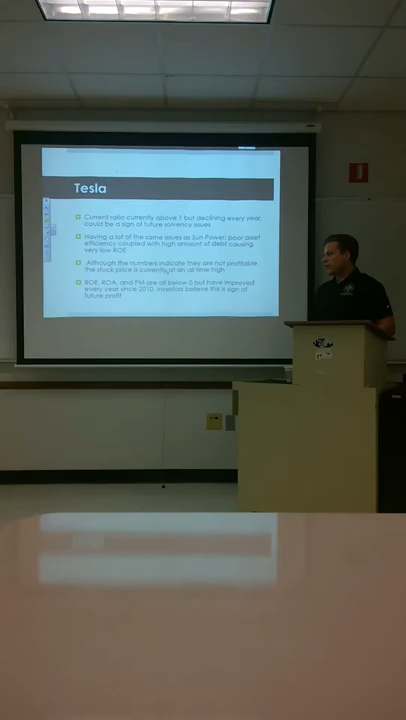 Tesla
Current ratio currently above 1 but declining every year,
could be a sign of future solvency issues
Having a lot of the same issues as Sun Power, poor asset
efficiency coupled with high amount of debt causing
very low ROE
Although the numbers indicate they are not profitable
the stock price is currently at an all time high
ROE, ROA, and PM are all below 0 but have improved
every year since 2010, investors believe this is sign of
future profit